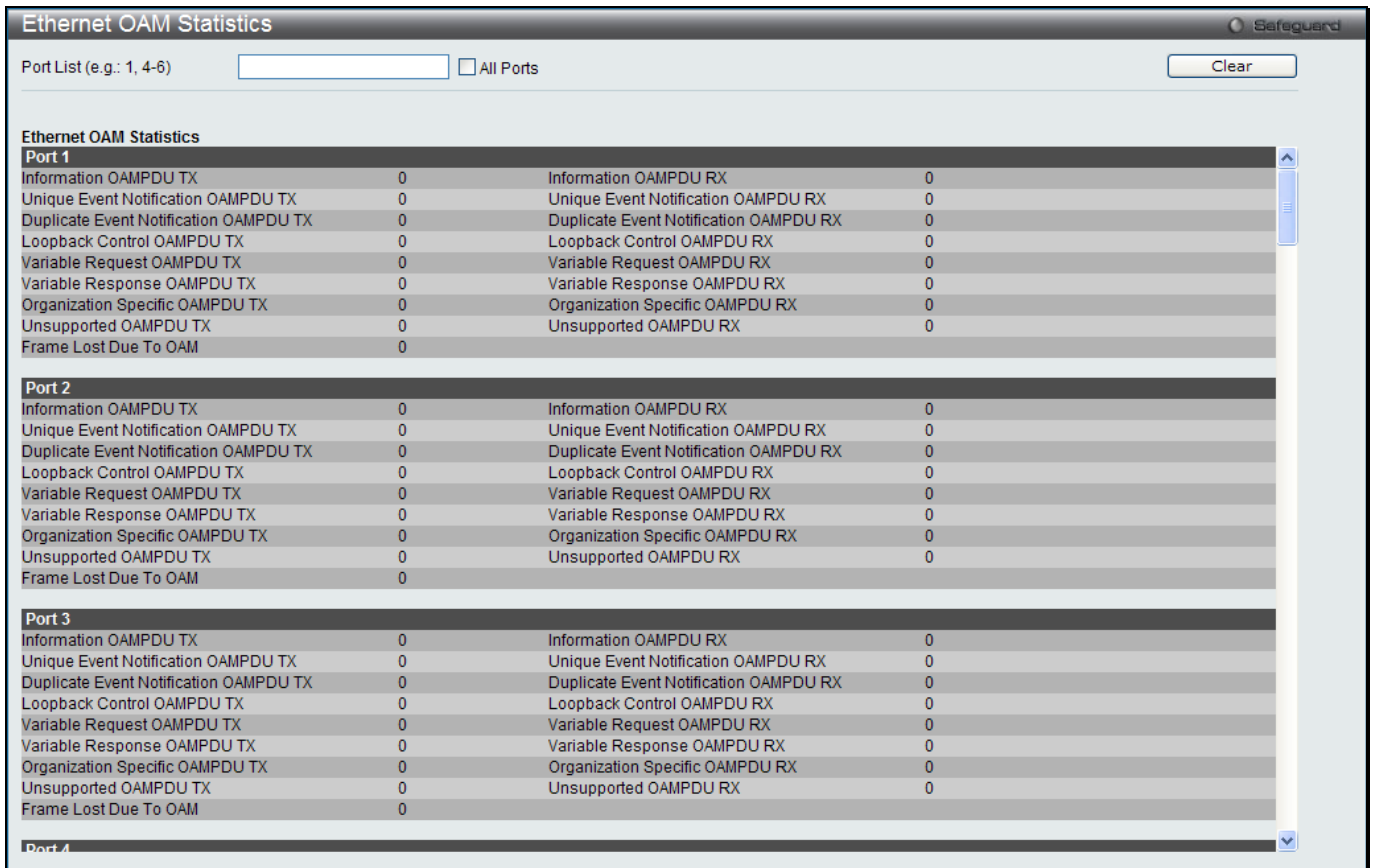 Ethernet OAM Statistics
Safeguard
Port List (e.g.: 1, 4-6) All Ports Clear
Ethernet OAM Statistics
Port 1
Information OAMPDU TX 0 Information OAMPDU RX 0
Unique Event Notification OAMPDU TX 0 Unique Event Notification OAMPDU RX 0
Duplicate Event Notification OAMPDU TX 0 Duplicate Event Notification OAMPDU RX 0
Loopback Control OAMPDU TX 0 Loopback Control OAMPDU RX 0
Variable Request OAMPDU TX 0 Variable Request OAMPDU RX 0
Variable Response OAMPDU TX 0 Variable Response OAMPDU RX 0
Organization Specific OAMPDU TX 0 Organization Specific OAMPDU RX 0
Unsupported OAMPDU TX 0 Unsupported OAMPDU RX 0
Frame Lost Due To OAM 0
Port 2
Information OAMPDU TX 0 Information OAMPDU RX 0
Unique Event Notification OAMPDU TX 0 Unique Event Notification OAMPDU RX 0
Duplicate Event Notification OAMPDU TX 0 Duplicate Event Notification OAMPDU RX 0
Loopback Control OAMPDU TX 0 Loopback Control OAMPDU RX 0
Variable Request OAMPDU TX 0 Variable Request OAMPDU RX 0
Variable Response OAMPDU TX 0 Variable Response OAMPDU RX 0
Organization Specific OAMPDU TX 0 Organization Specific OAMPDU RX 0
Unsupported OAMPDU TX 0 Unsupported OAMPDU RX 0
Frame Lost Due To OAM 0
Port 3
Information OAMPDU TX 0 Information OAMPDU RX 0
Unique Event Notification OAMPDU TX 0 Unique Event Notification OAMPDU RX 0
Duplicate Event Notification OAMPDU TX 0 Duplicate Event Notification OAMPDU RX 0
Loopback Control OAMPDU TX 0 Loopback Control OAMPDU RX 0
Variable Request OAMPDU TX 0 Variable Request OAMPDU RX 0
Variable Response OAMPDU TX 0 Variable Response OAMPDU RX 0
Organization Specific OAMPDU TX 0 Organization Specific OAMPDU RX 0
Unsupported OAMPDU TX 0 Unsupported OAMPDU RX 0
Frame Lost Due To OAM 0
Port 4